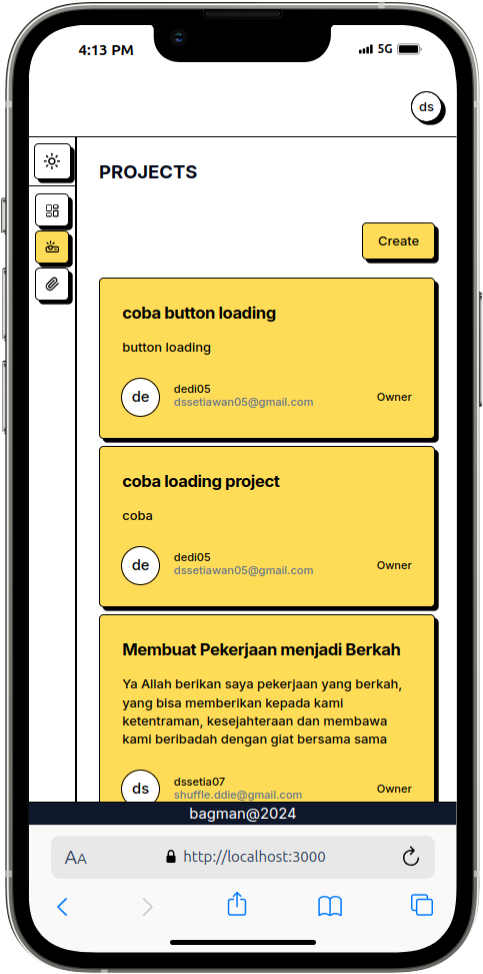 4:13 PM
5G
ds
PROJECTS
Create
coba button loading
button loading
de
dedi05
dssetiawan05@gmail.com
Owner
coba loading project
coba
de
dedi05
dssetiawan05@gmail.com
Owner
Membuat Pekerjaan menjadi Berkah
Ya Allah berikan saya pekerjaan yang berkah,
yang bisa memberikan kepada kami
ketentraman, kesejahteraan dan membawa
kami beribadah dengan giat bersama sama
ds
dssetia07
shuffle.ddie@gmail.com
Owner
bagman@2024
AA
http://localhost:3000